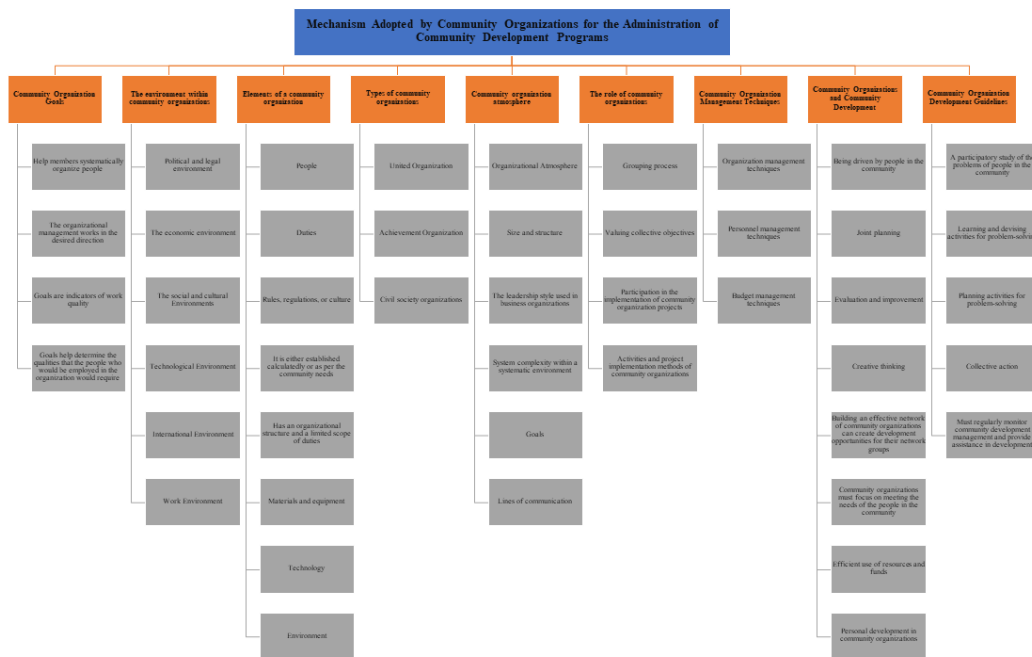 Mechanism Adopted by Community Organizations for the Administration of
Community Development Programs
Community Organization
Goals
The environment within
community organizations
Elements of a community
organization
Types of community
organizations
Community organization
atmosphere
The role of community
organizations
Community Organization
Management Techniques
Community Organizations
and Community
Development
Community Organization
Development Guidelines
Help members systematically
organize people
The organizational
management works in the
desired direction
Goals are indicators of work
quality
Goals help determine the
qualities that the people who
would be employed in the
organization would require
Political and legal
environment
The economic environment
The social and cultural
Environments
Technological Environment
International Environment
Work Environment
People
Duties
Rules, regulations, or culture
It is either established
calculatedly or as per the
community needs
Has an organizational
structure and a limited scope
of duties
Materials and equipment
Technology
Environment
United Organization
Achievement Organization
Civil society organizations
Organizational Atmosphere
Size and structure
The leadership style used in
business organizations
System complexity within a
systematic environment
Goals
Lines of communication
Grouping process
Valuing collective objectives
Participation in the
implementation of community
organization projects
Activities and project
implementation methods of
community organizations
Organization management
techniques
Personnel management
techniques
Budget management
techniques
Being driven by people in the
community
Joint planning
Evaluation and improvement
Creative thinking
Building an effective network
of community organizations
can create development
opportunities for their network
groups
Community organizations
must focus on meeting the
needs of the people in the
community
Efficient use of resources and
funds
Personal development in
community organizations
A participatory study of the
problems of people in the
community
Learning and devising
activities for problem-solving
Planning activities for
problem-solving
Collective action
Must regularly monitor
community development
management and provide
assistance in development